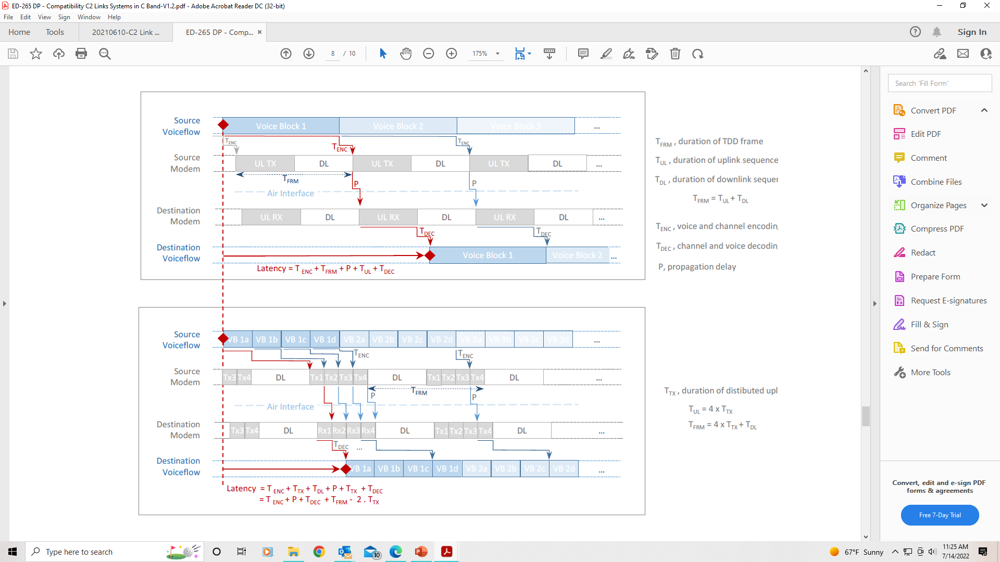 ED-265 DP - Compatibility C2 Links Systems in C Band-V1.2.pdf - Adobe Acrobat Reader DC (32-bit)
File Edit View Sign Window Help
Home Tools 20210610-C2 Link ... ED-265 DP - Comp... × Sign In
8 / 10 175%
Search 'Fill Form'
Convert PDF
Edit PDF
Comment
Combine Files
Organize Pages
Compress PDF
Redact
Prepare Form
Request E-signatures
Fill & Sign
Send for Comments
More Tools
Convert, edit and e-sign PDF
forms & agreements
Free 7-Day Trial
Source
Voiceflow
Voice Block 1 Voice Block 2 Voice Block 3 ...
TENC TENC TENC
Source
Modem
UL TX DL UL TX DL UL TX DL ...
TFRM P P
Air Interface
Destination
Modem
UL RX DL UL RX DL UL RX DL ...
TDEC TDEC
Destination
Voiceflow
Voice Block 1 Voice Block 2 ...
Latency = T ENC + TFRM + P + TUL + TDEC
TFRM , duration of TDD frame
TUL , duration of uplink sequence
TDL , duration of downlink sequer
TFRM = TUL + TDL
TENC , voice and channel encoding
TDEC , channel and voice decoding
P, propagation delay
Source
Voiceflow
VB 1a VB 1b VB 1c VB 1d VB 2a VB 2b VB 2c VB 2d VB 3a VB 3b VB 3c VB 3d ...
TENC TENC
Source
Modem
Tx3 Tx4 DL Tx1 Tx2 Tx3 Tx4 DL Tx1 Tx2 Tx3 Tx4 DL ...
P TFRM P
Air Interface
Destination
Modem
Tx3 Tx4 DL Rx1 Rx2 Rx3 Rx4 DL Tx1 Tx2 Tx3 Tx4 DL ...
TDEC ...
Destination
Voiceflow
VB 1a VB 1b VB 1c VB 1d VB 2a VB 2b VB 2c VB 2d ...
Latency = T ENC + TTX + TDL + P + TTX + TDEC
= T ENC + P + TDEC + TFRM - 2 . TTX
TTX , duration of distibuted upl
TUL = 4 x TTX
TFRM = 4 x TTX + TDL
Type here to search
10
67°F Sunny
11:25 AM
7/14/2022